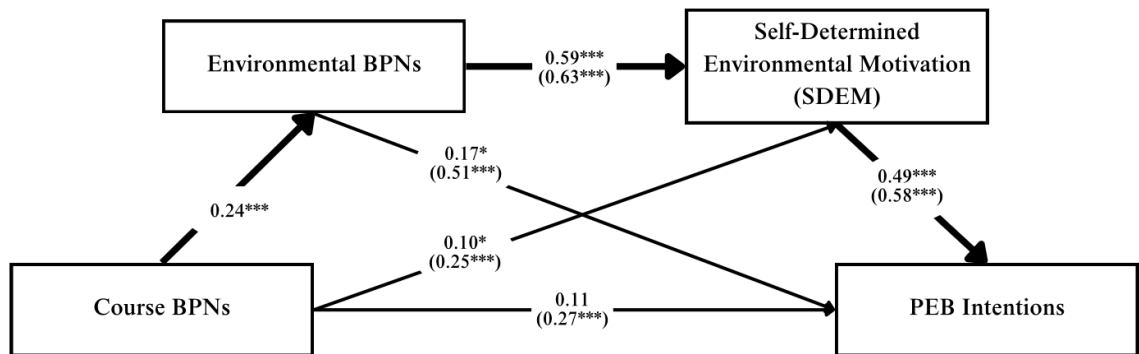 Environmental BPNs
0.59***
(0.63***)
Self-Determined
Environmental Motivation
(SDEM)
0.17*
(0.51***)
0.49***
(0.58***)
0.24***
0.10*
(0.25***)
Course BPNs
0.11
(0.27***)
PEB Intentions